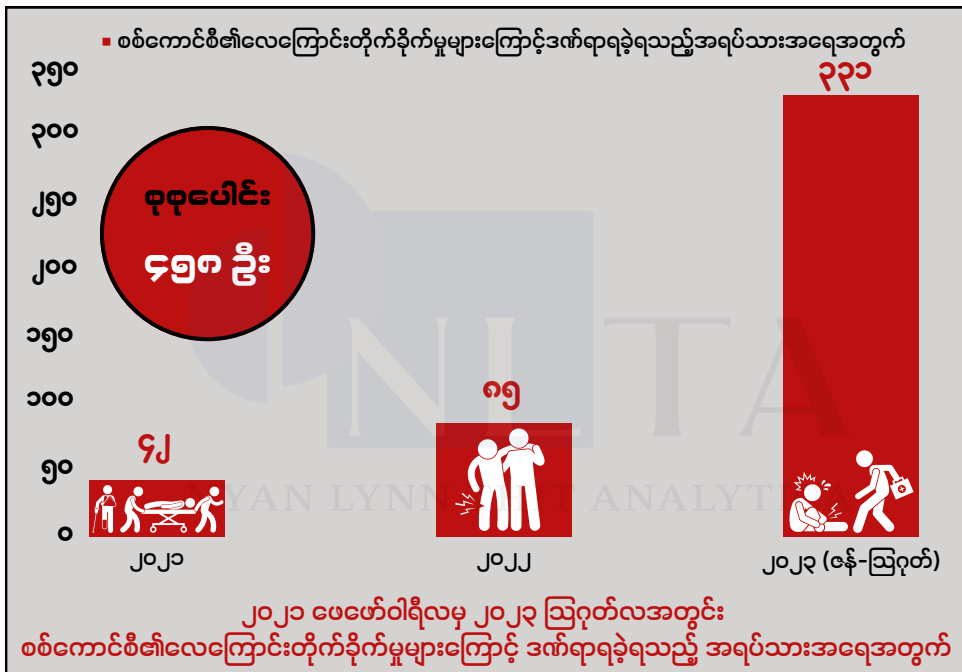 ▪ စစ်ကောင်စီ၏လေကြောင်းတိုက်ခိုက်မှုများကြောင့်ဒဏ်ရာရခဲ့ရသည့်အရပ်သားအရေအတွက်
၃၅၀
၃၃၁
၃၀၀
စုစုပေါင်း
၂၅၀
၄၅၈ ဦး
၂၀၀
၁၅၀
NLTA
၈၅
၁၀၀
၄၂
၅၀
၀
၂၀၂၁
၂၀၂၂
၂၀၂၃ (ဇန်-ဩဂုတ်)
၂၀၂၁ ဖေဖော်ဝါရီလမှ ၂၀၂၃ ဩဂုတ်လအတွင်း
စစ်ကောင်စီ၏လေကြောင်းတိုက်ခိုက်မှုများကြောင့် ဒဏ်ရာရခဲ့ရသည့် အရပ်သားအရေအတွက်